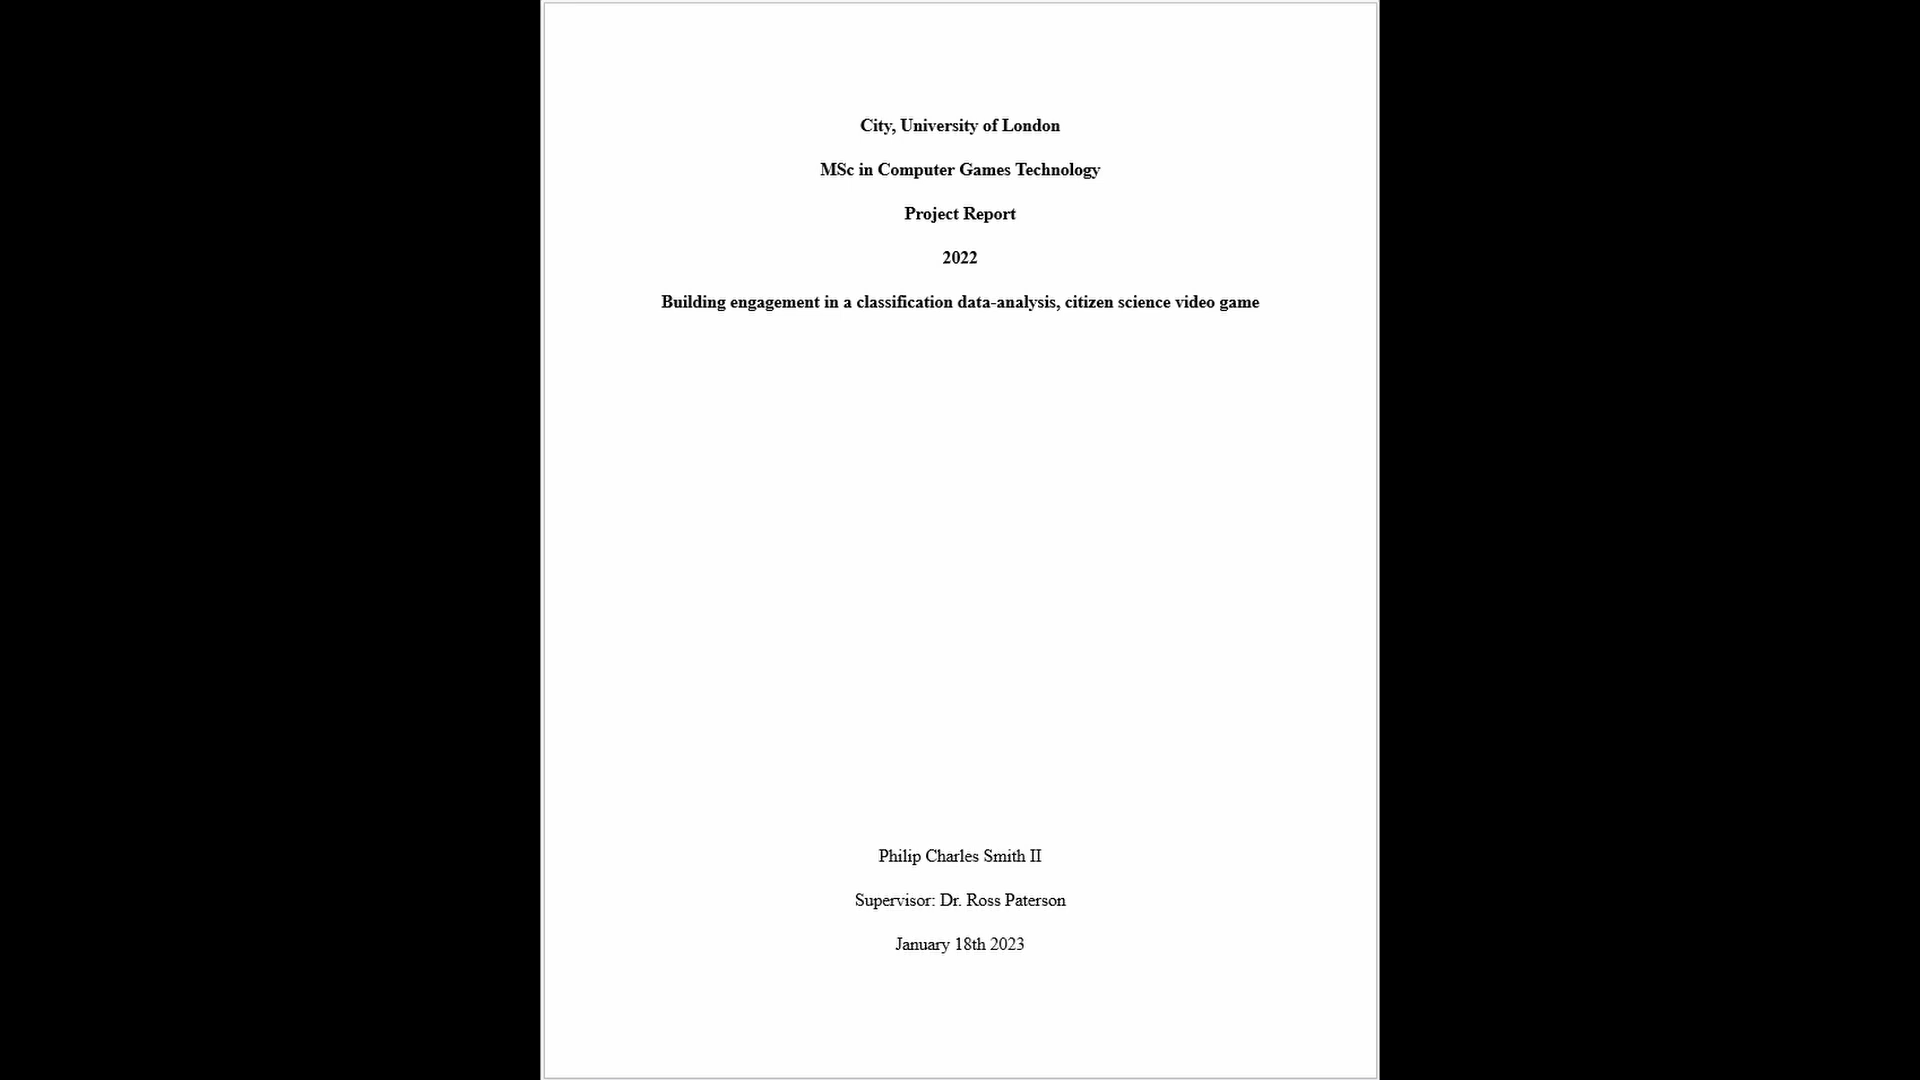 City, University of London
MSc in Computer Games Technology
Project Report
2022
Building engagement in a classification data-analysis, citizen science video game
Philip Charles Smith II
Supervisor: Dr. Ross Paterson
January 18th 2023